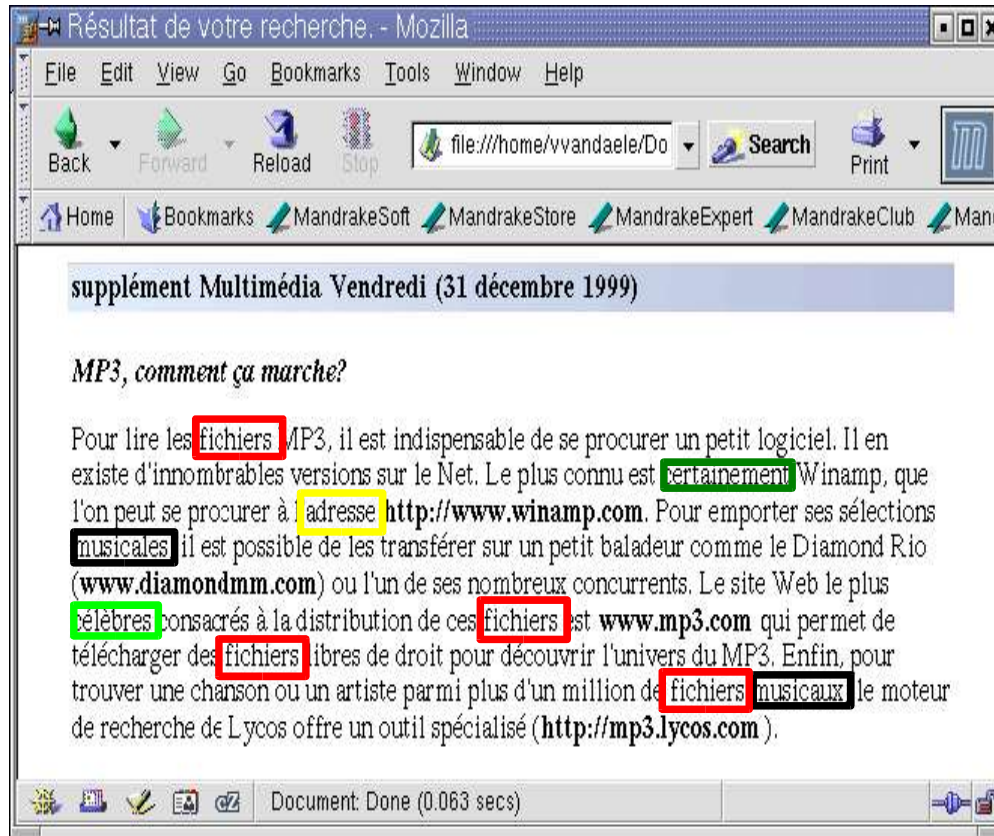 Résultat de votre recherche. - Mozilla
File Edit View Go Bookmarks Tools Window Help
Back Forward Reload Stop file:///home/vvandaele/Do Search Print
Home Bookmarks MandrakeSoft MandrakeStore MandrakeExpert MandrakeClub Man
supplément Multimédia Vendredi (31 décembre 1999)
MP3, comment ça marche?
Pour lire les fichiers MP3, il est indispensable de se procurer un petit logiciel. Il en
existe d'innombrables versions sur le Net. Le plus connu est certainement Winamp, que
l'on peut se procurer à l'adresse http://www.winamp.com. Pour emporter ses sélections
musicales il est possible de les transférer sur un petit baladeur comme le Diamond Rio
(www.diamondmm.com) ou l'un de ses nombreux concurrents. Le site Web le plus
célèbres consacrés à la distribution de ces fichiers est www.mp3.com qui permet de
télécharger des fichiers libres de droit pour découvrir l'univers du MP3. Enfin, pour
trouver une chanson ou un artiste parmi plus d'un million de fichiers musicaux, le moteur
de recherche de Lycos offre un outil spécialisé (http://mp3.lycos.com ).
Document: Done (0.063 secs)